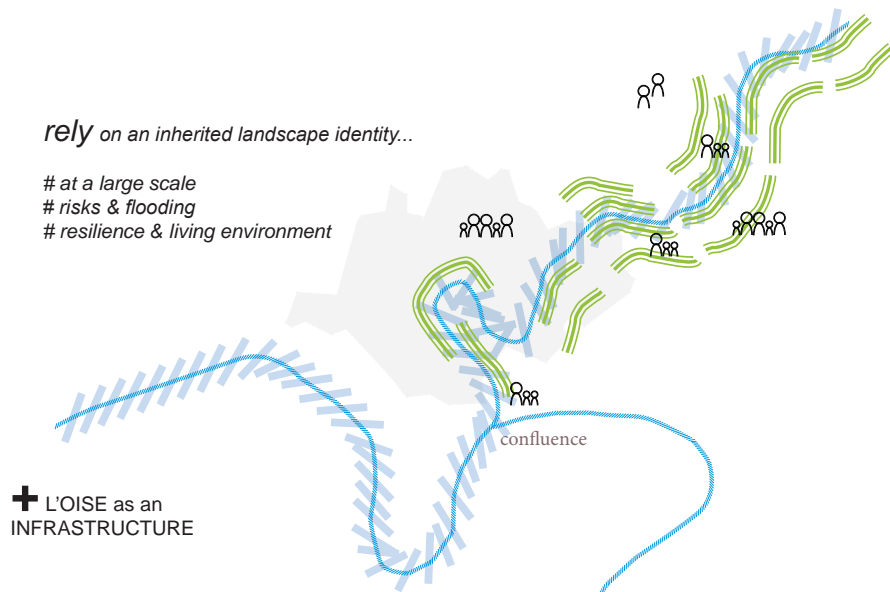 rely on an inherited landscape identity...
# at a large scale
# risks & flooding
# resilience & living environment
confluence
+ L'OISE as an
INFRASTRUCTURE